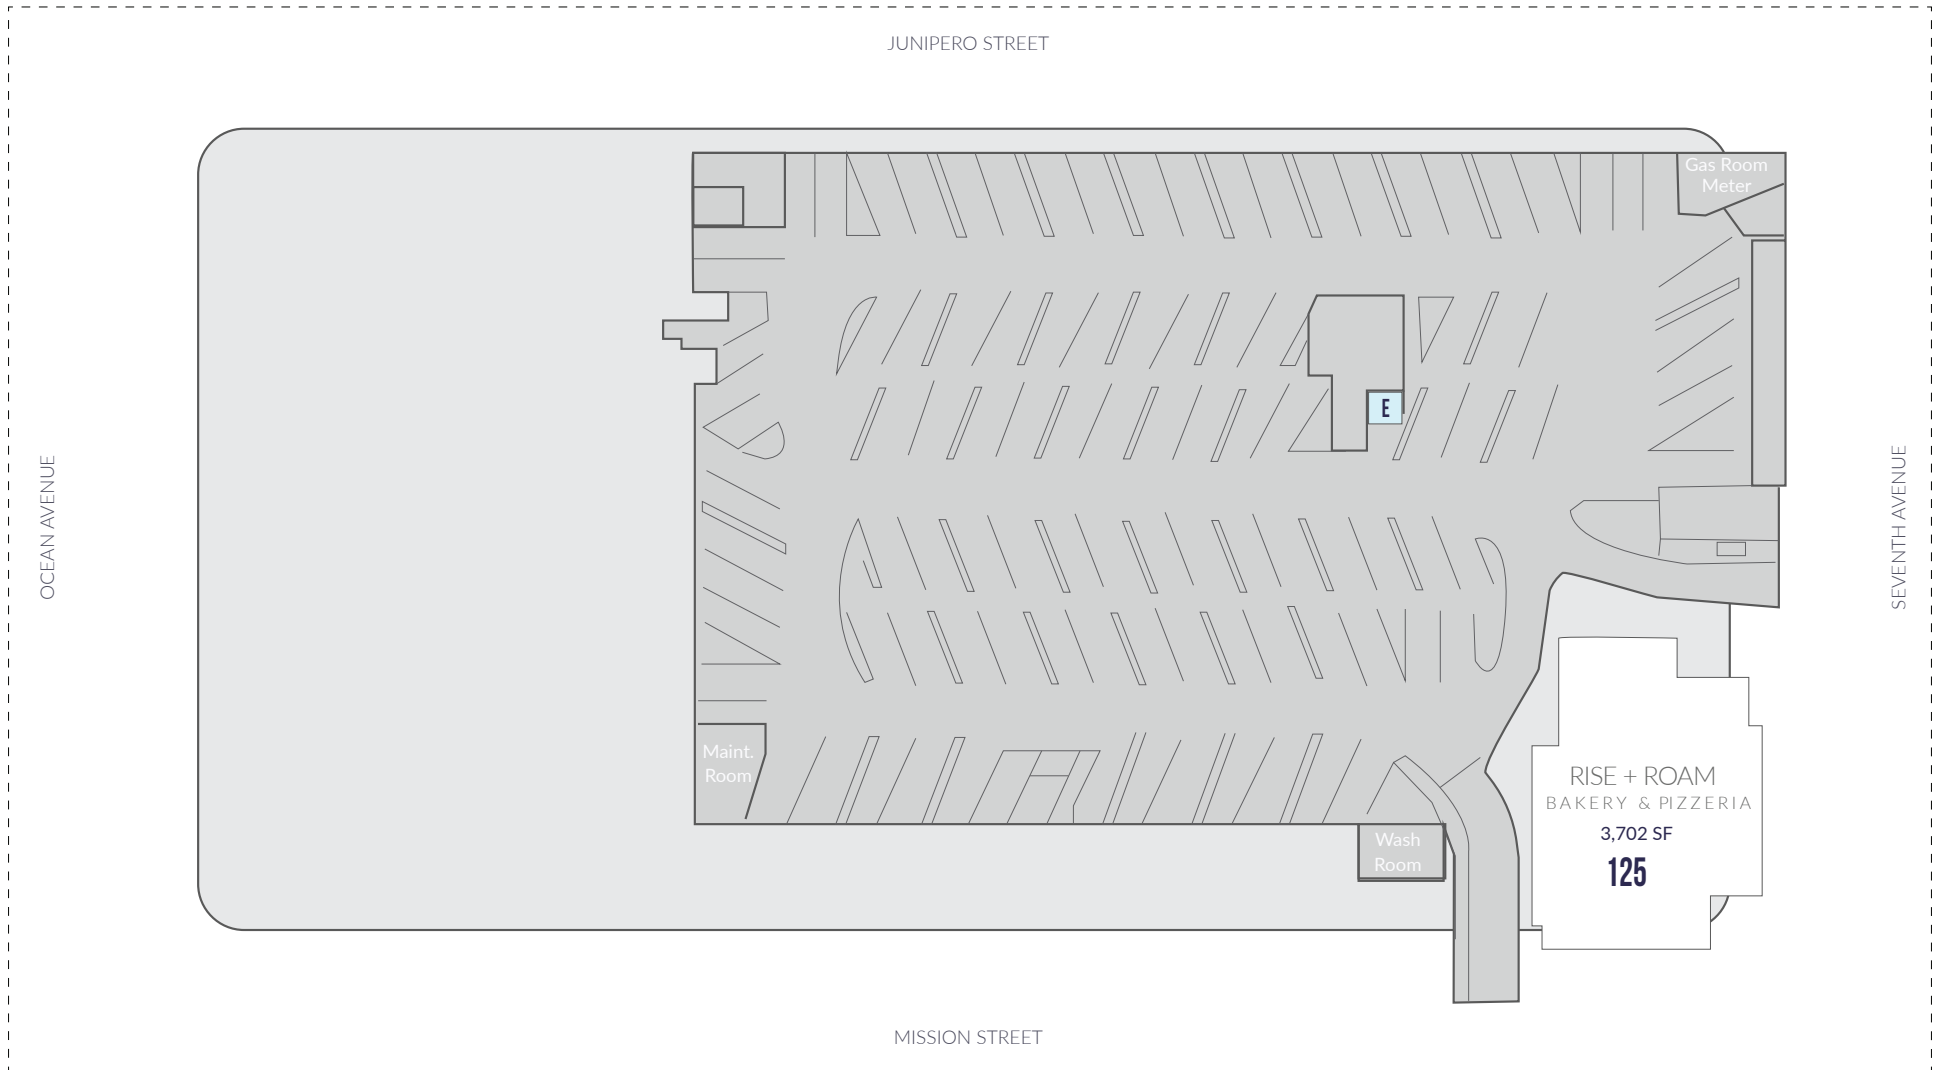 JUNIPERO STREET
Gas Room
Meter
E
OCEAN AVENUE
SEVENTH AVENUE
Maint.
Room
RISE + ROAM
BAKERY & PIZZERIA
3,702 SF
125
Wash
Room
MISSION STREET